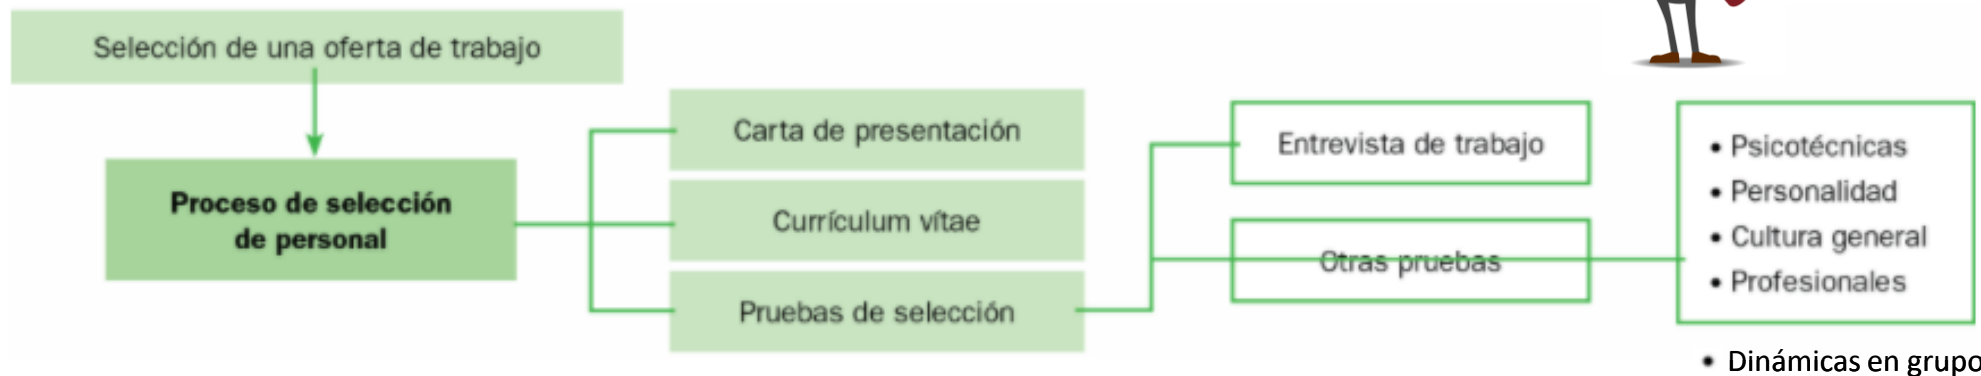 Selección de una oferta de trabajo
Proceso de selección
de personal
Carta de presentación
Currículum vítae
Pruebas de selección
Entrevista de trabajo
Otras pruebas
• Psicotécnicas
• Personalidad
• Cultura general
• Profesionales
• Dinámicas en grupo